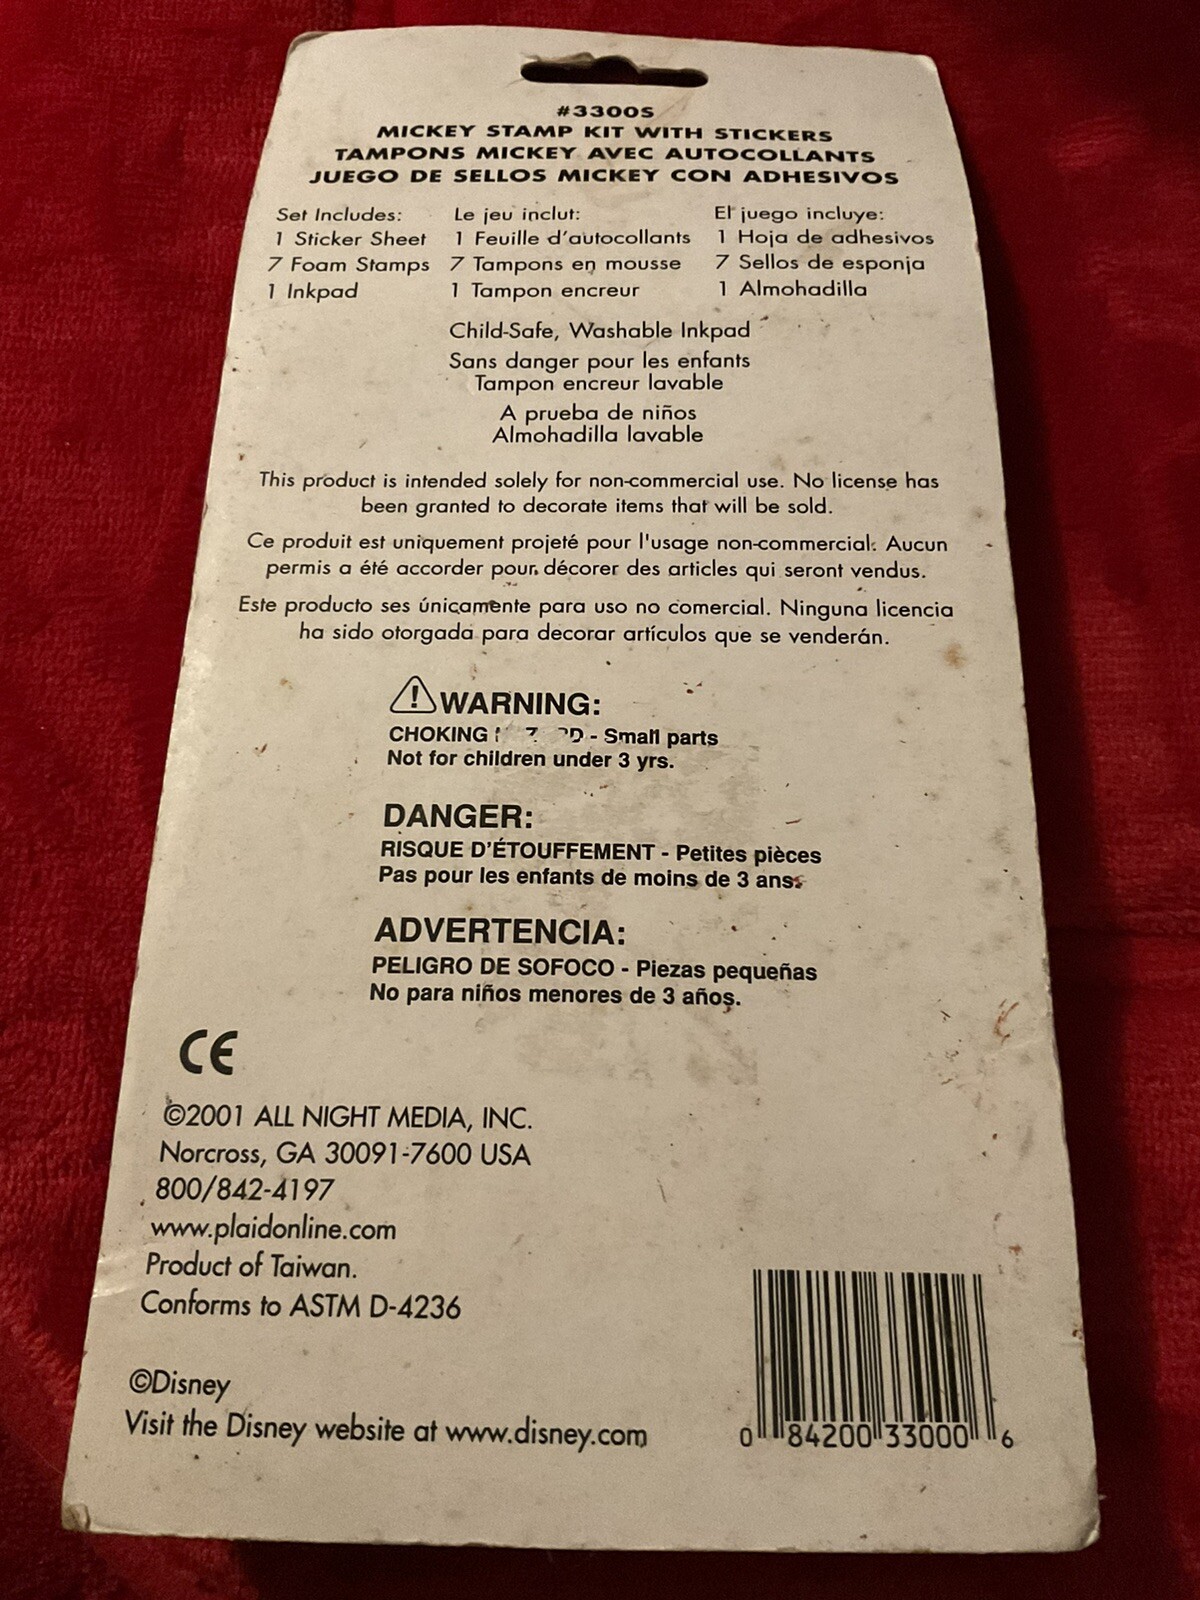 #3300S
MICKEY STAMP KIT WITH STICKERS
TAMPONS MICKEY AVEC AUTOCOLLANTS
JUEGO DE SELLOS MICKEY CON ADHESIVOS
Set Includes:
1 Sticker Sheet
7 Foam Stamps
1 Inkpad
Le jeu inclut:
1 Feuille d'autocollants
7 Tampons en mousse
1 Tampon encreur
El juego incluye:
1 Hoja de adhesivos
7 Sellos de esponja
1 Almohadilla
Child-Safe, Washable Inkpad
Sans danger pour les enfants
Tampon encreur lavable
A prueba de niños
Almohadilla lavable
This product is intended solely for non-commercial use. No license has
been granted to decorate items that will be sold.
Ce produit est uniquement projeté pour l'usage non-commercial. Aucun
permis a été accorder pour décorer des articles qui seront vendus.
Este producto ses únicamente para uso no comercial. Ninguna licencia
ha sido otorgada para decorar artículos que se venderán.
WARNING:
CHOKING - Small parts
Not for children under 3 yrs.
DANGER:
RISQUE D'ÉTOUFFEMENT - Petites pièces
Pas pour les enfants de moins de 3 ans.
ADVERTENCIA:
PELIGRO DE SOFOCO - Piezas pequeñas
No para niños menores de 3 años.
CE
©2001 ALL NIGHT MEDIA, INC.
Norcross, GA 30091-7600 USA
800/842-4197
www.plaidonline.com
Product of Taiwan.
Conforms to ASTM D-4236
©Disney
Visit the Disney website at www.disney.com
0 84200 33000 6